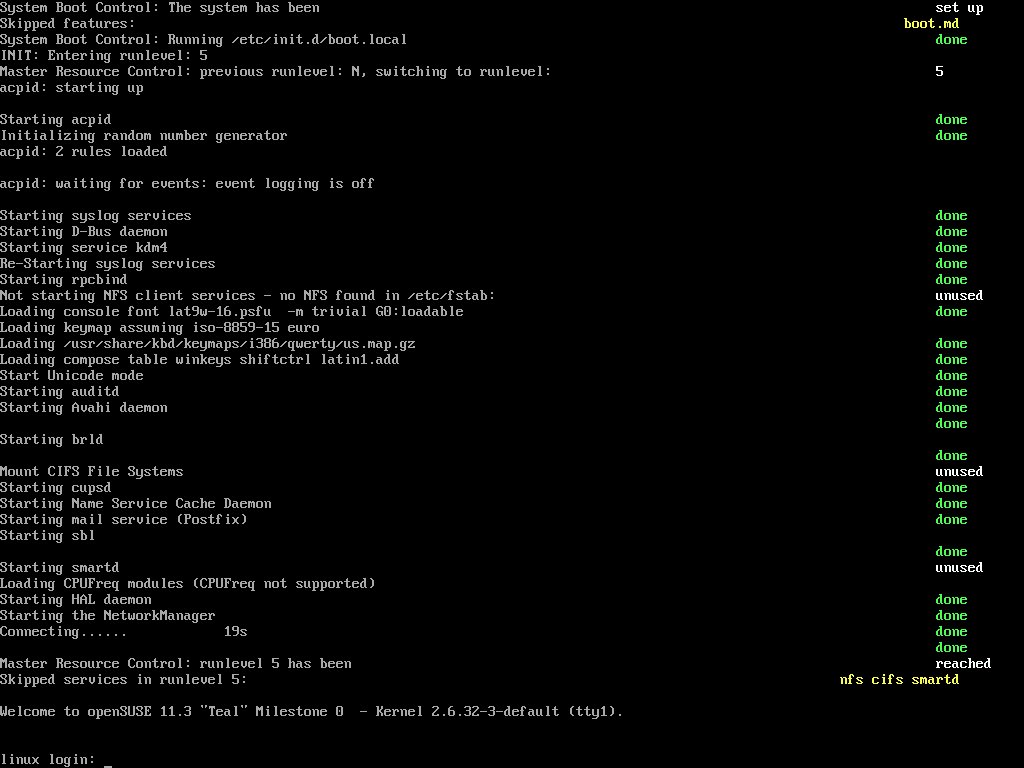 System Boot Control: The system has been set up
Skipped features: boot.md
System Boot Control: Running /etc/init.d/boot.local done
INIT: Entering runlevel: 5
Master Resource Control: previous runlevel: N, switching to runlevel: 5
acpid: starting up
Starting acpid done
Initializing random number generator done
acpid: 2 rules loaded
acpid: waiting for events: event logging is off
Starting syslog services done
Starting D-Bus daemon done
Starting service kdm4 done
Re-Starting syslog services done
Starting rpcbind done
Not starting NFS client services - no NFS found in /etc/fstab: unused
Loading console font lat9w-16.psfu  -m trivial G0:loadable
Loading keymap assuming iso-8859-15 euro
Loading /usr/share/kbd/keymaps/i386/qwerty/us.map.gz done
Loading compose table winkeys shiftctrl latin1.add done
Start Unicode mode done
Starting auditd done
Starting Avahi daemon done
done
Starting brld
done
Mount CIFS File Systems unused
Starting cupsd done
Starting Name Service Cache Daemon done
Starting mail service (Postfix) done
Starting sbl
done
Starting smartd unused
Loading CPUFreq modules (CPUFreq not supported)
Starting HAL daemon done
Starting the NetworkManager done
Connecting...... 19s done
done
Master Resource Control: runlevel 5 has been reached
Skipped services in runlevel 5: nfs cifs smartd
Welcome to openSUSE 11.3 "Teal" Milestone 0  - Kernel 2.6.32-3-default (tty1).
linux login: _